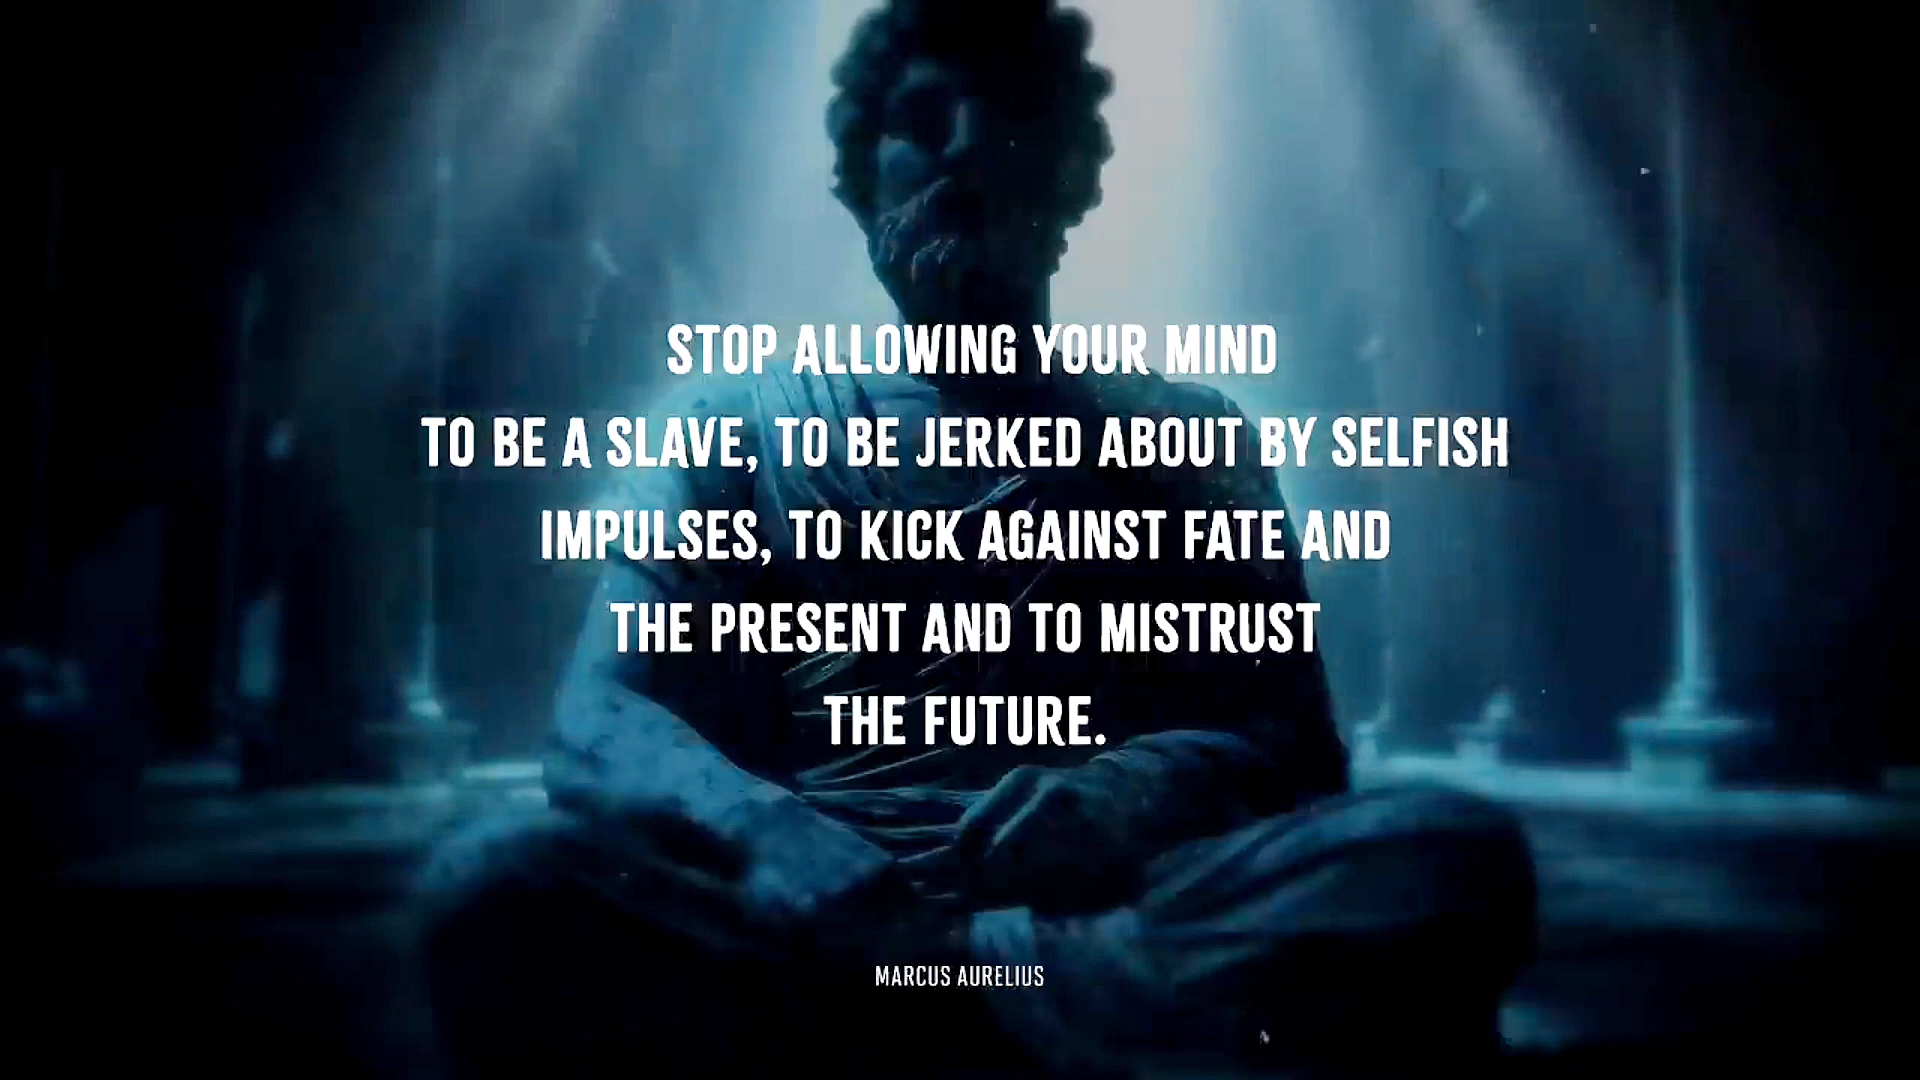 STOP ALLOWING YOUR MIND
TO BE A SLAVE, TO BE JERKED ABOUT BY SELFISH
IMPULSES, TO KICK AGAINST FATE AND
THE PRESENT AND TO MISTRUST
THE FUTURE.
MARCUS AURELIUS